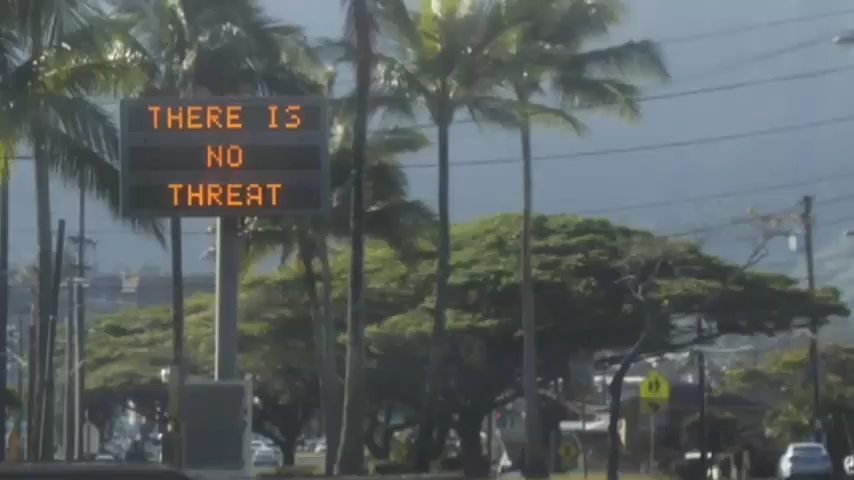 THERE IS
NO
THREAT